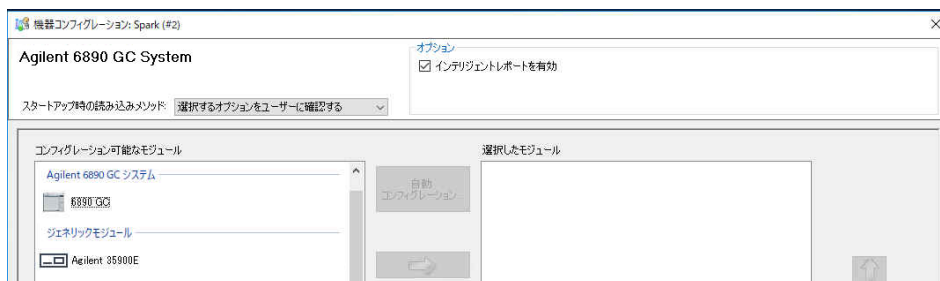 機器コンフィグレーション: Spark (#2)
Agilent 6890 GC System
オプション
インテリジェントレポートを有効
スタートアップ時の読み込みメソッド: 選択するオプションをユーザーに確認する
コンフィグレーション可能なモジュール
選択したモジュール
Agilent 6890 GC システム
自動
コンフィグレーション...
6890 GC
ジェネリックモジュール
Agilent 35900E